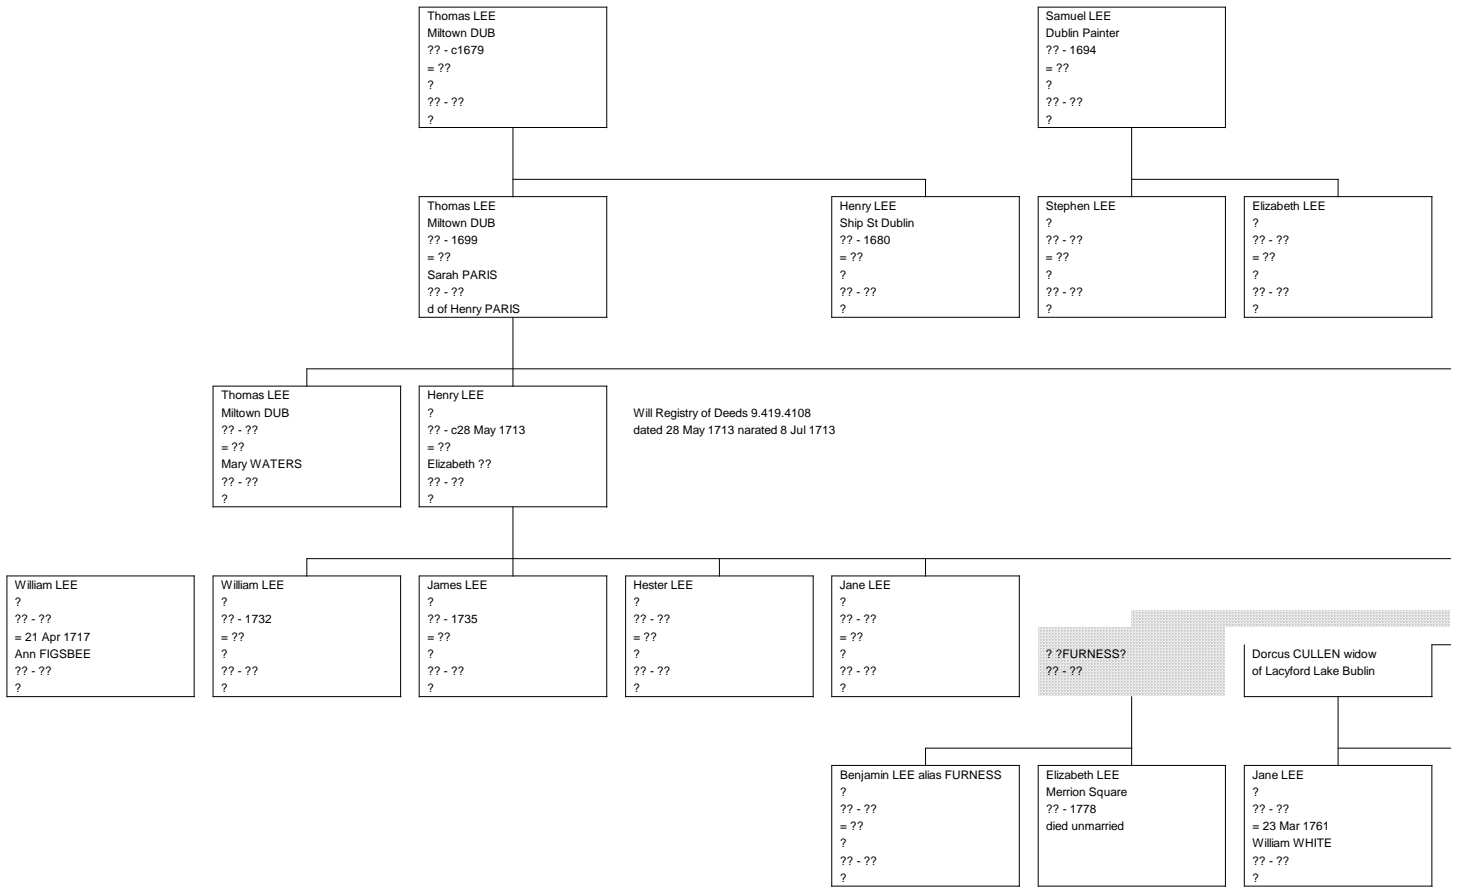 Thomas LEE
Miltown DUB
?? - c1679
= ??
?
?? - ??
?
Samuel LEE
Dublin Painter
?? - 1694
= ??
?
?? - ??
?
Thomas LEE
Miltown DUB
?? - 1699
= ??
Sarah PARIS
?? - ??
d of Henry PARIS
Henry LEE
Ship St Dublin
?? - 1680
= ??
?
?? - ??
?
Stephen LEE
?
?? - ??
= ??
?
?? - ??
?
Elizabeth LEE
?
?? - ??
= ??
?
?? - ??
?
Thomas LEE
Miltown DUB
?? - ??
= ??
Mary WATERS
?? - ??
?
Henry LEE
?
?? - c28 May 1713
= ??
Elizabeth ??
?? - ??
?
Will Registry of Deeds 9.419.4108
dated 28 May 1713 narated 8 Jul 1713
William LEE
?
?? - ??
= 21 Apr 1717
Ann FIGSBEE
?? - ??
?
William LEE
?
?? - 1732
= ??
?
?? - ??
?
James LEE
?
?? - 1735
= ??
?
?? - ??
?
Hester LEE
?
?? - ??
= ??
?
?? - ??
?
Jane LEE
?
?? - ??
= ??
?
?? - ??
?
? ?FURNESS?
?? - ??
Dorcus CULLEN widow
of Lacyford Lake Bublin
Benjamin LEE alias FURNESS
?
?? - ??
= ??
?
?? - ??
?
Elizabeth LEE
Merrion Square
?? - 1778
died unmarried
Jane LEE
?
?? - ??
= 23 Mar 1761
William WHITE
?? - ??
?